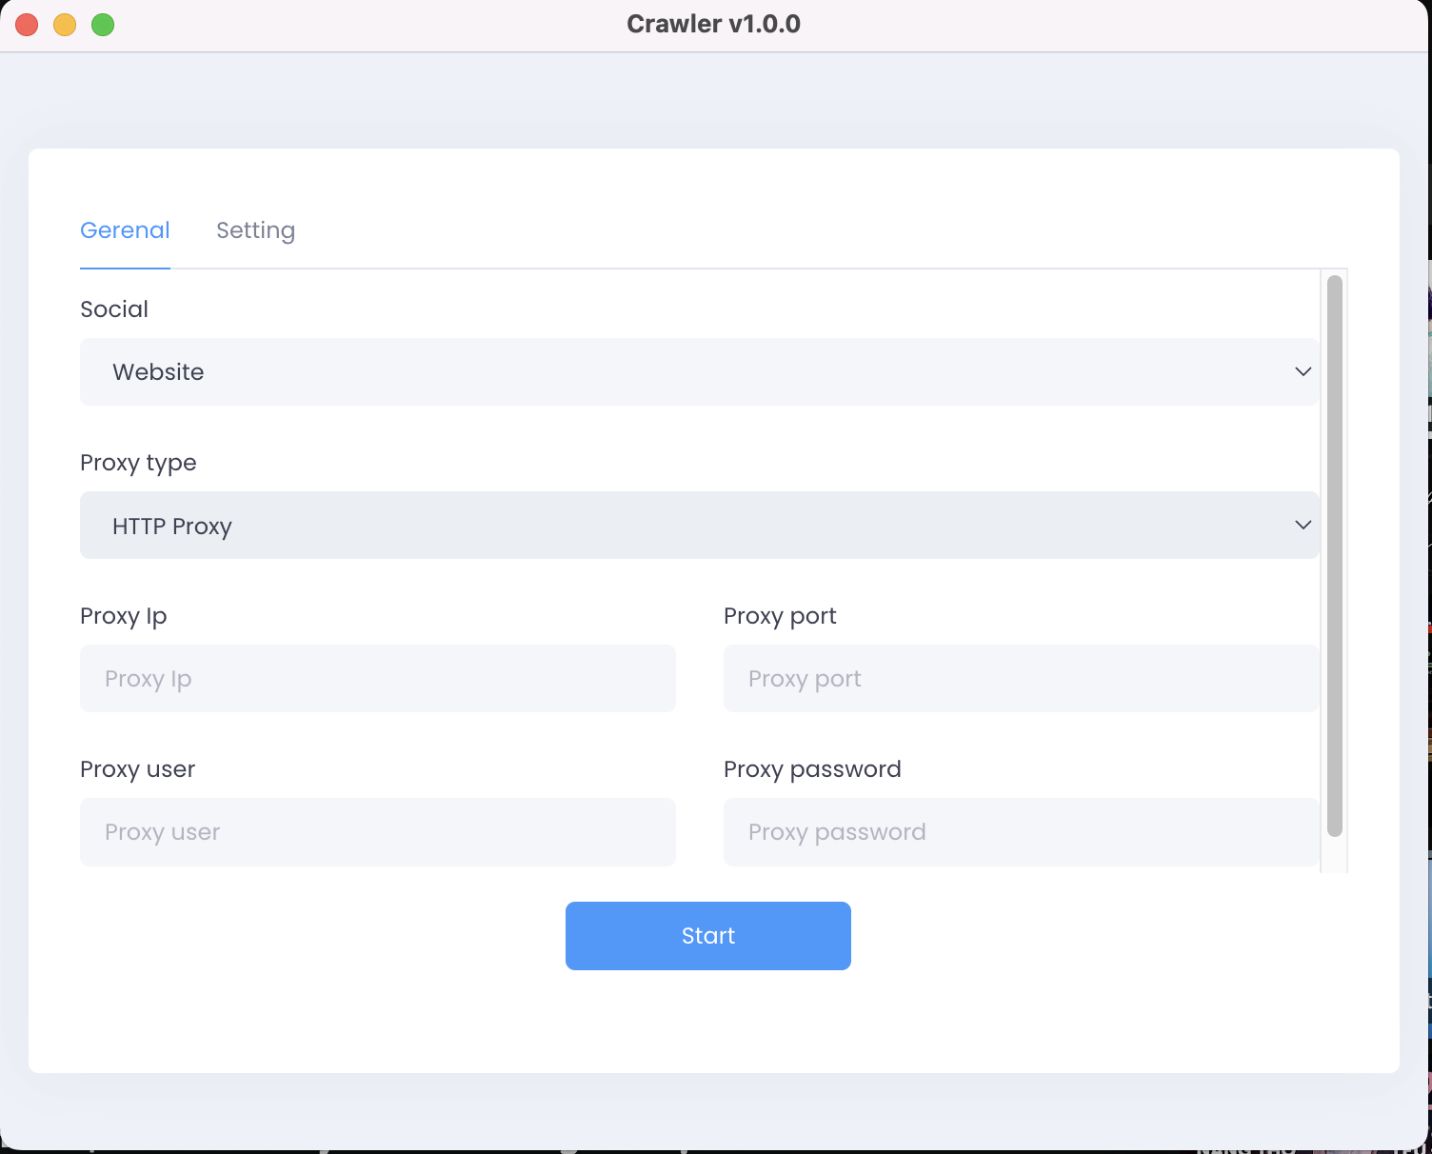 Crawler v1.0.0
Gerenal Setting
Social
Website
Proxy type
HTTP Proxy
Proxy Ip Proxy port
Proxy Ip Proxy port
Proxy user Proxy password
Proxy user Proxy password
Start